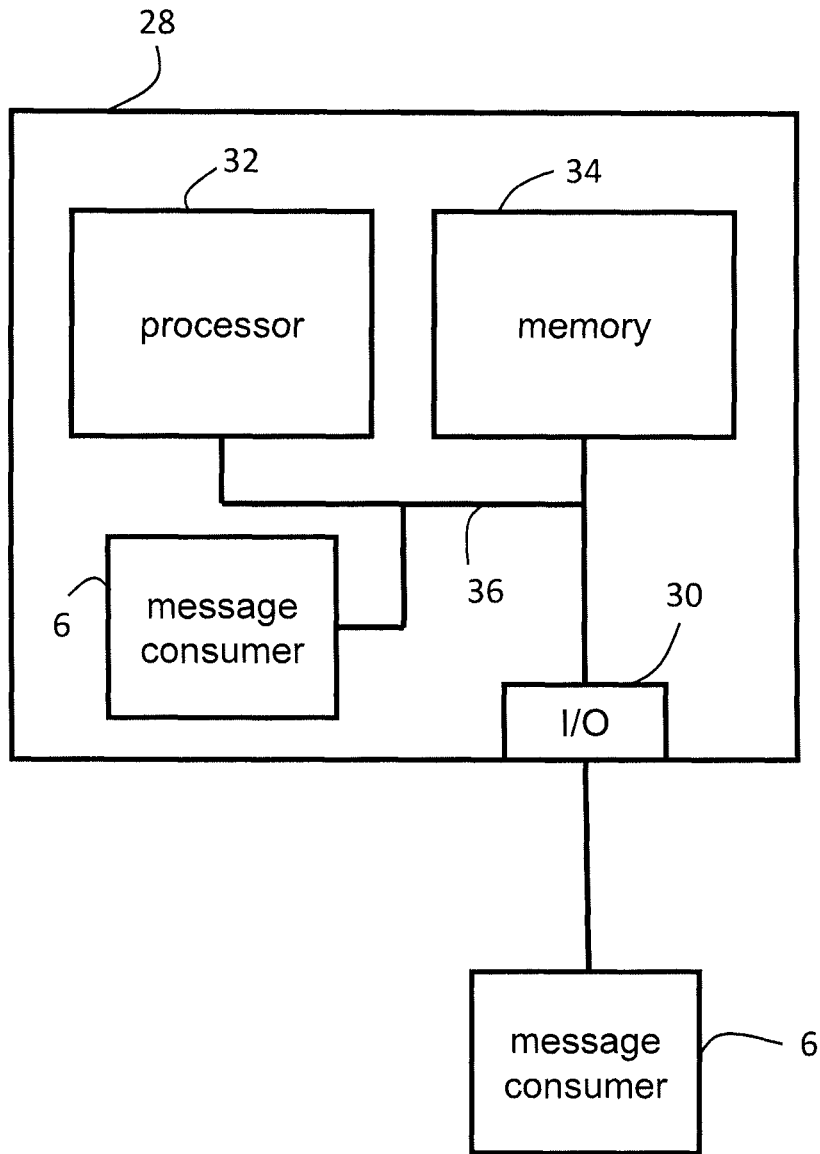 28
32
34
processor
memory
36
30
6
message
consumer
I/O
message
consumer
6